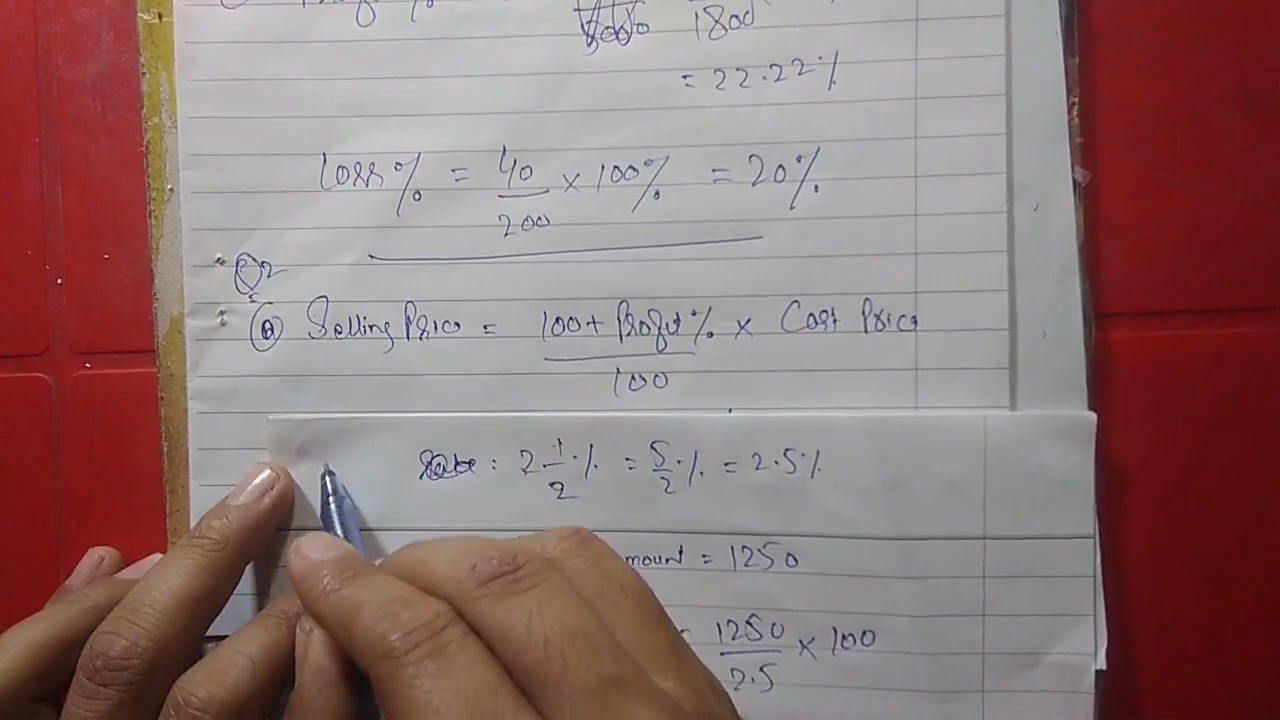 1800
= 22.22%
Loss% = 40/200 x 100% = 20%
Q2
(a) Selling Price = 100 + Profit% / 100 x Cost Price
: 2 1/2 % = 5/2 % = 2.5%
mount = 1250
1250/2.5 x 100